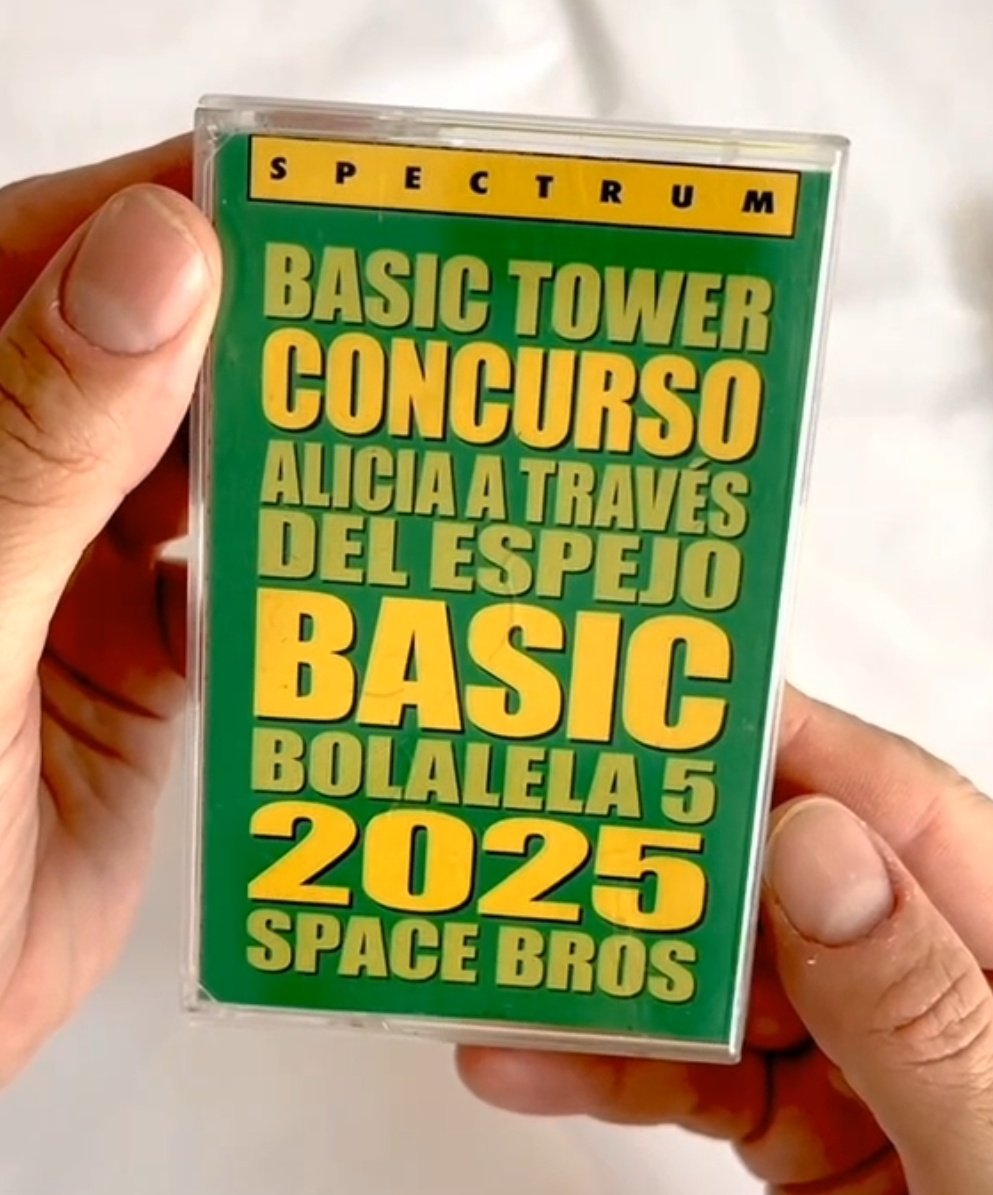 SPECTRUM
BASIC TOWER
CONCURSO
ALICIA A TRAVÉS
DEL ESPEJO
BASIC
BOLALELA 5
2025
SPACE BROS